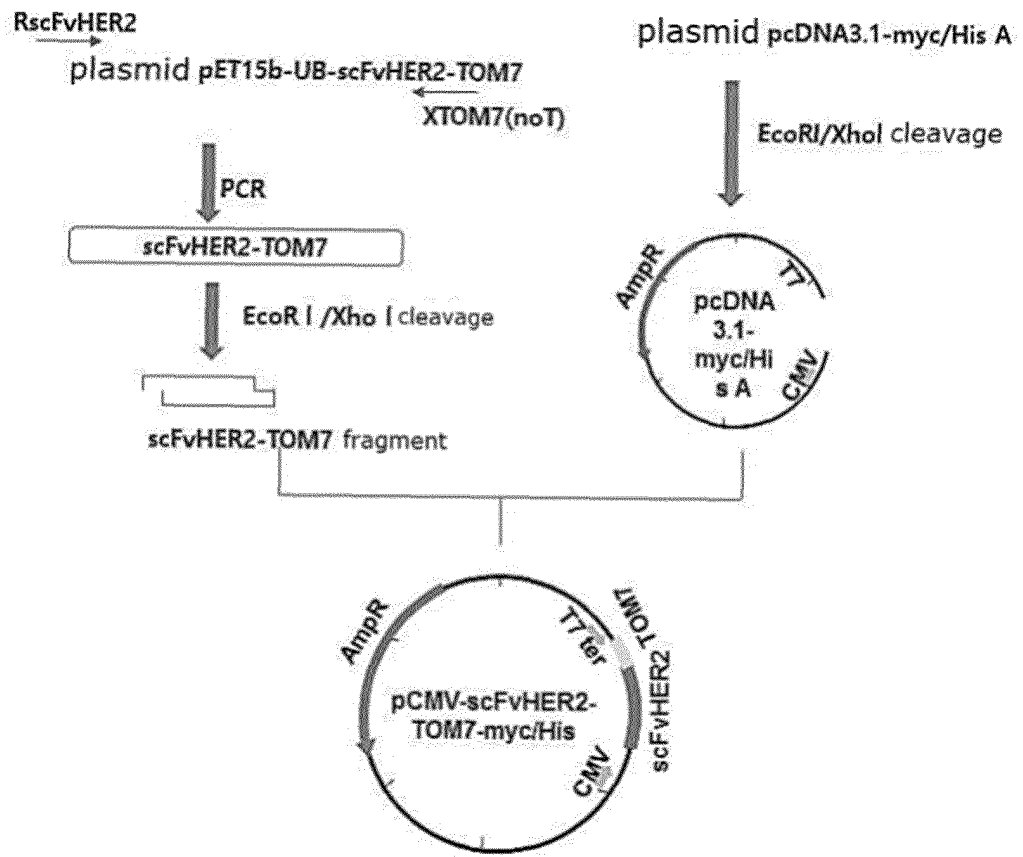 RscFvHER2
plasmid pET15b-UB-scFvHER2-TOM7
XTOM7(noT)
PCR
scFvHER2-TOM7
EcoR I /Xho I cleavage
scFvHER2-TOM7 fragment
plasmid pcDNA3.1-myc/His A
EcoRI/XhoI cleavage
AmpR
T7
pcDNA
3.1-
myc/Hi
s A
CMV
AmpR
T7 ter
TOM7
scFvHER2
pCMV-scFvHER2-
TOM7-myc/His
CMV